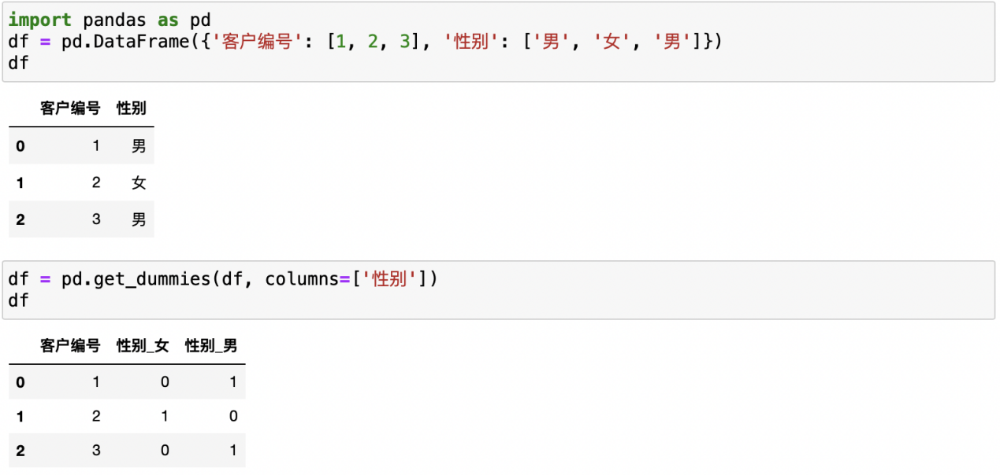 import pandas as pd
df = pd.DataFrame({'客户编号': [1, 2, 3], '性别': ['男', '女', '男']})
df
客户编号 性别
0 1 男
1 2 女
2 3 男
df = pd.get_dummies(df, columns=['性别'])
df
客户编号 性别_女 性别_男
0 1 0 1
1 2 1 0
2 3 0 1